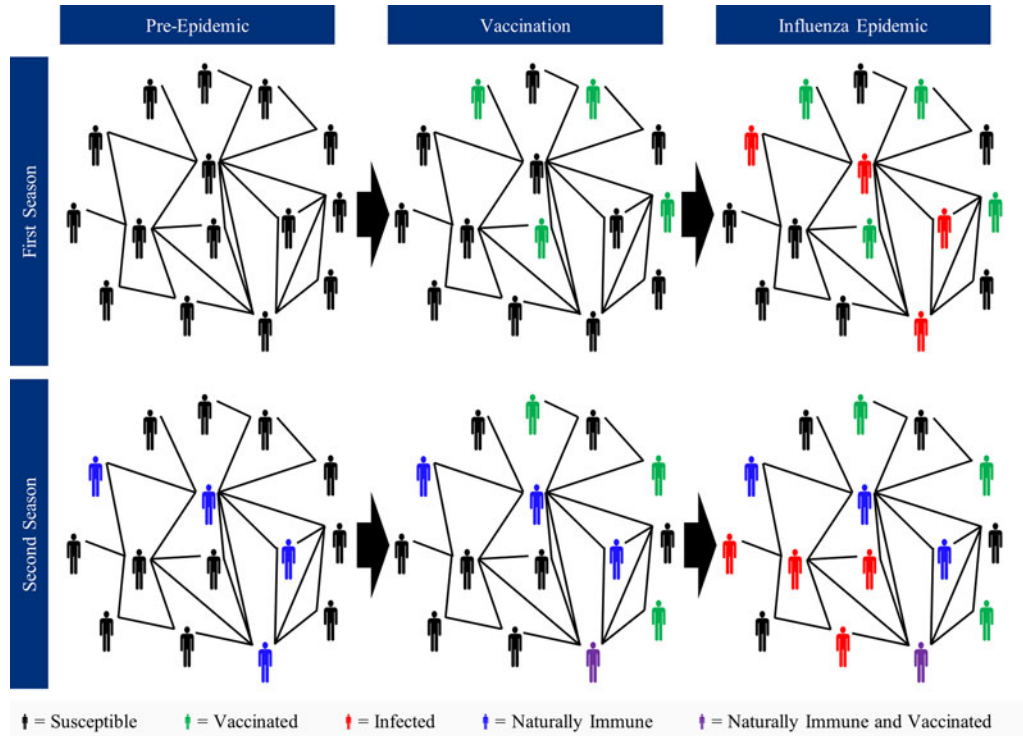 Pre-Epidemic
Vaccination
Influenza Epidemic
First Season
Second Season
= Susceptible
= Vaccinated
= Infected
= Naturally Immune
= Naturally Immune and Vaccinated